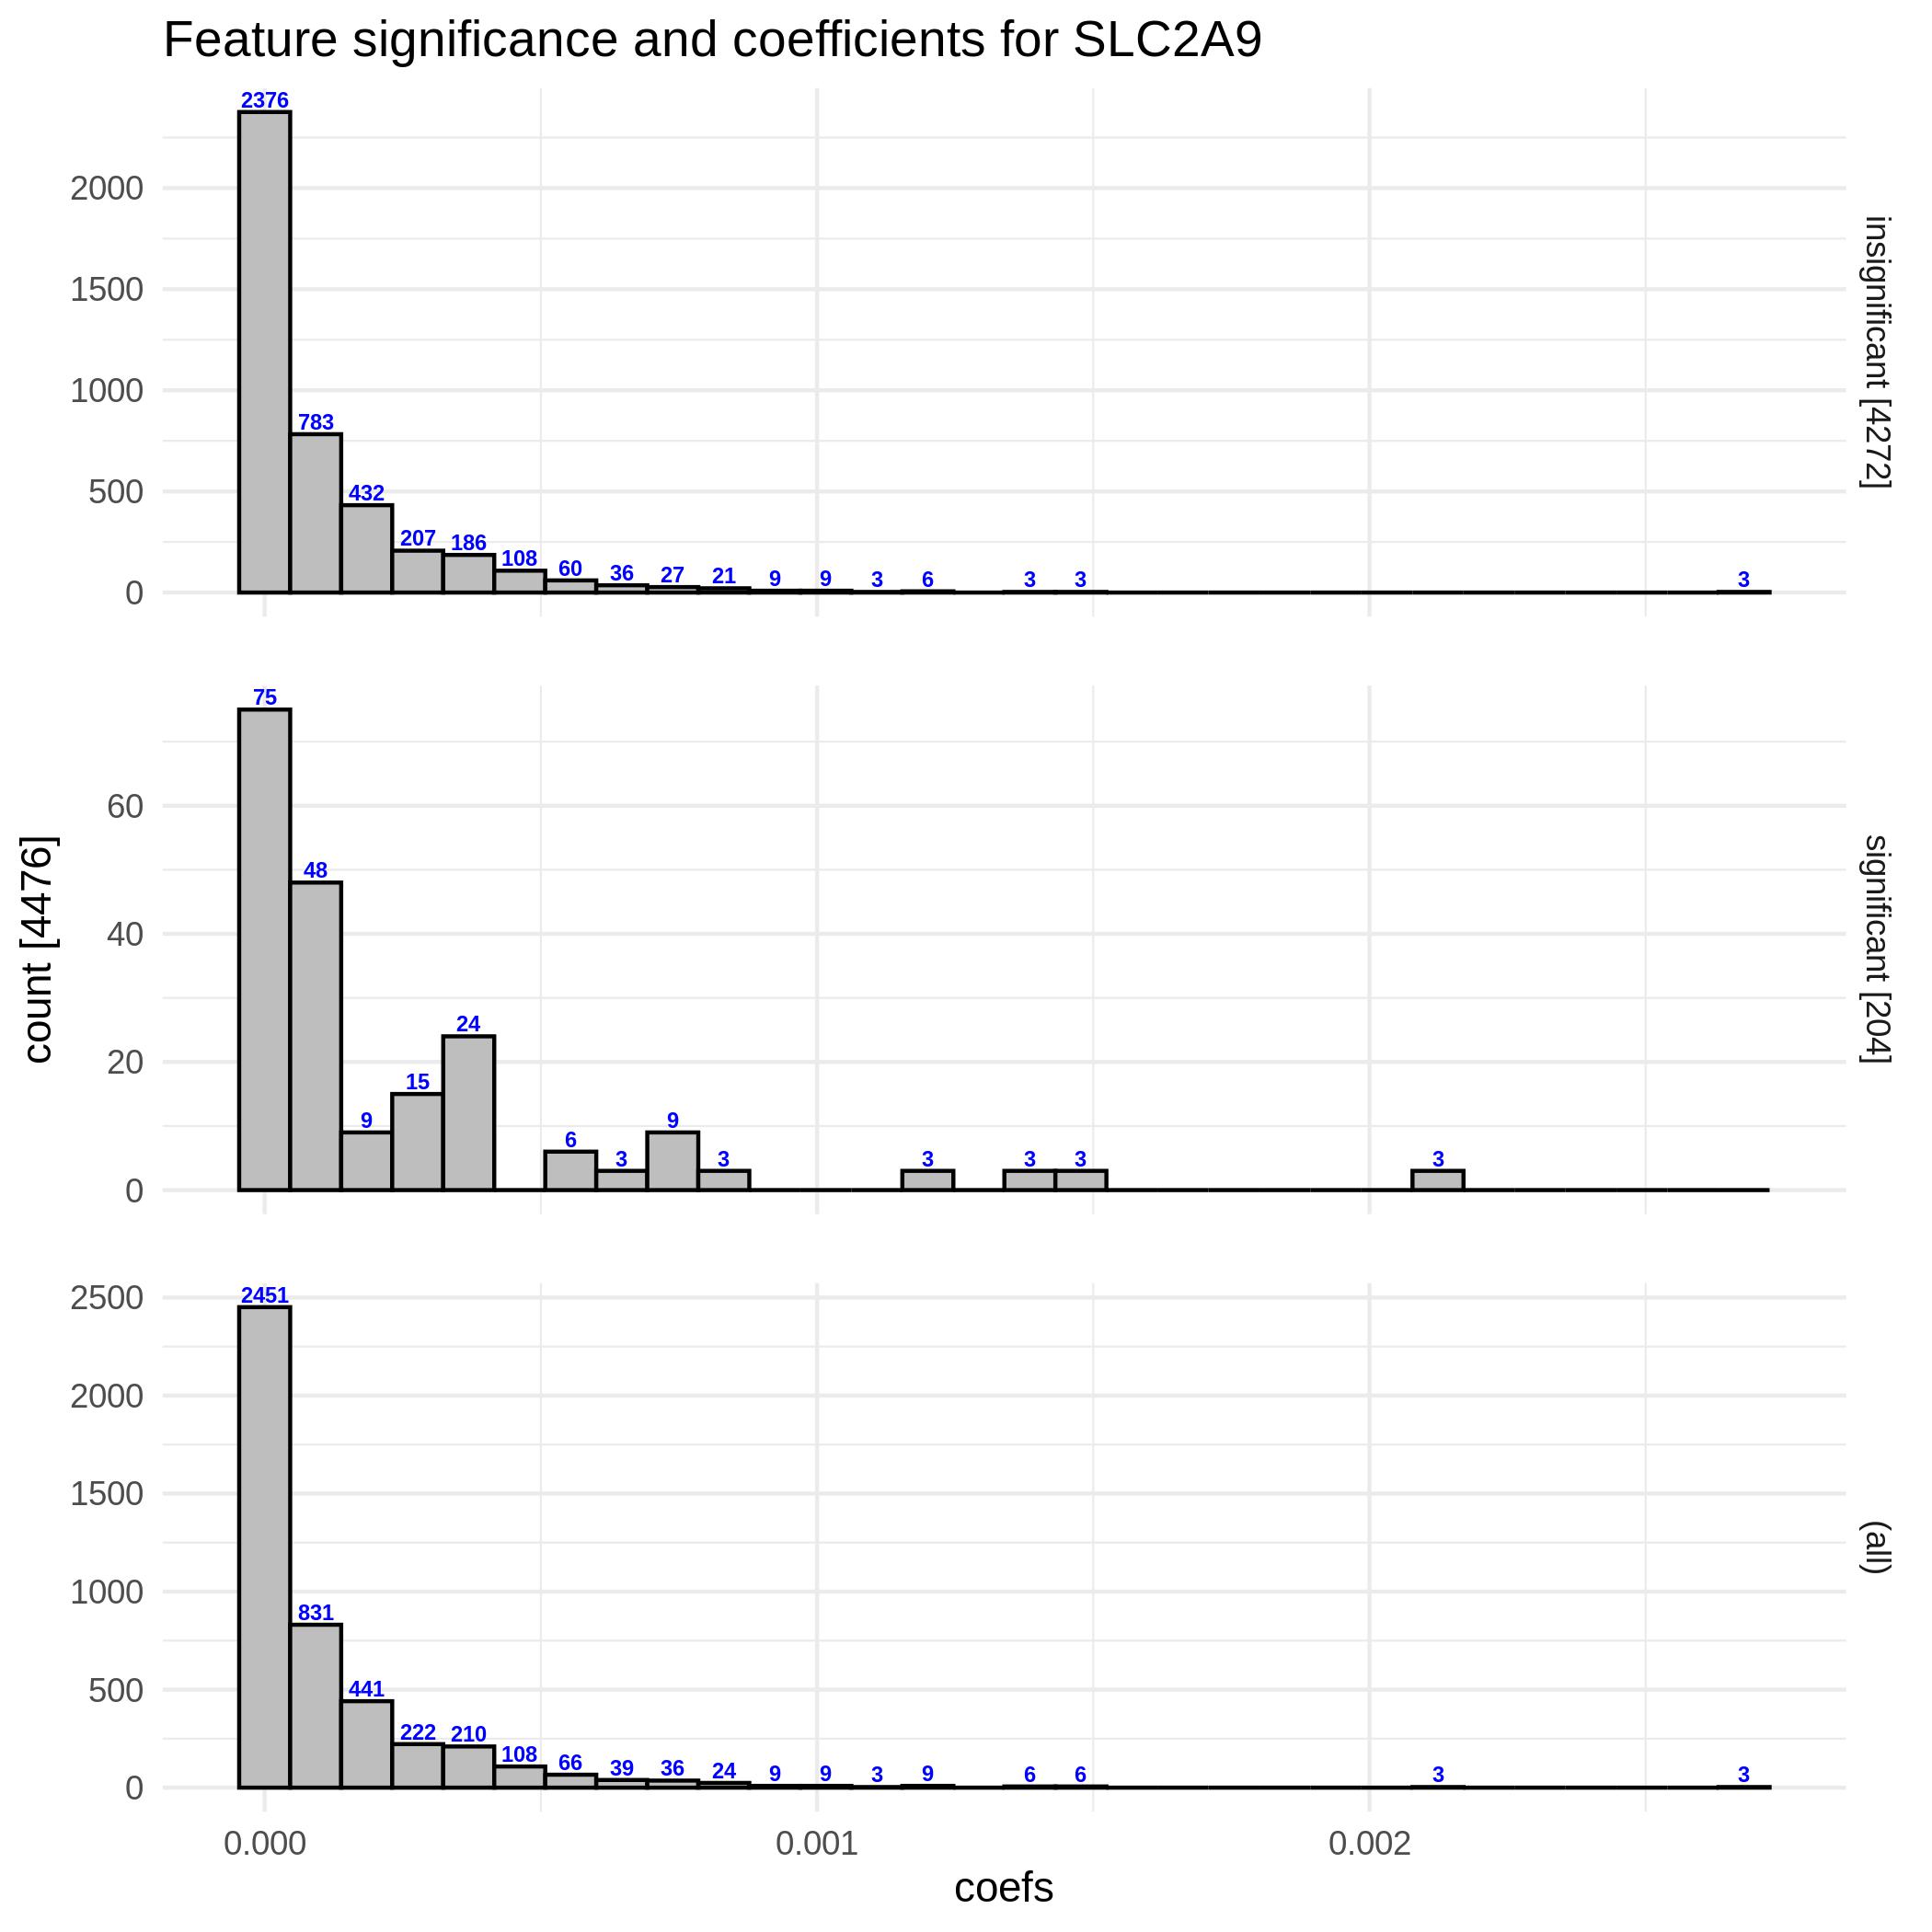 Feature significance and coefficients for SLC2A9
count [4476]
2376
783
432
207 186 108 60 36 27 21 9 9 3 6 3 3 3
2000
1500
1000
500
0
insignificant [4272]
75
48
9 15 24 6 3 9 3 3 3 3 3
60
40
20
0
significant [204]
2451
831
441
222 210 108 66 39 36 24 9 9 3 9 6 6 3 3
2500
2000
1500
1000
500
0
(all)
0.000 0.001 0.002
coefs